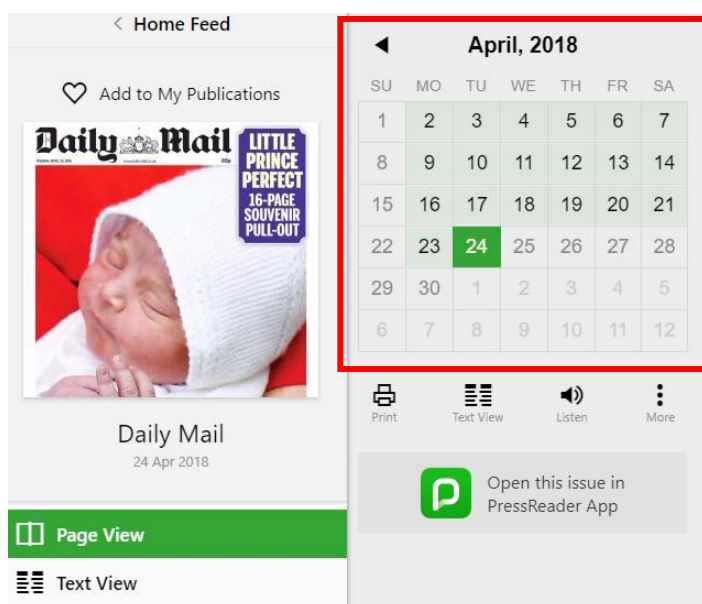 < Home Feed
Add to My Publications
Daily Mail
LITTLE
PRINCE
PERFECT
16-PAGE
SOUVENIR
PULL-OUT
Daily Mail
24 Apr 2018
Page View
Text View
April, 2018
SU MO TU WE TH FR SA
1 2 3 4 5 6 7
8 9 10 11 12 13 14
15 16 17 18 19 20 21
22 23 24 25 26 27 28
29 30 1 2 3 4 5
6 7 8 9 10 11 12
Print Text View Listen More
Open this issue in
PressReader App